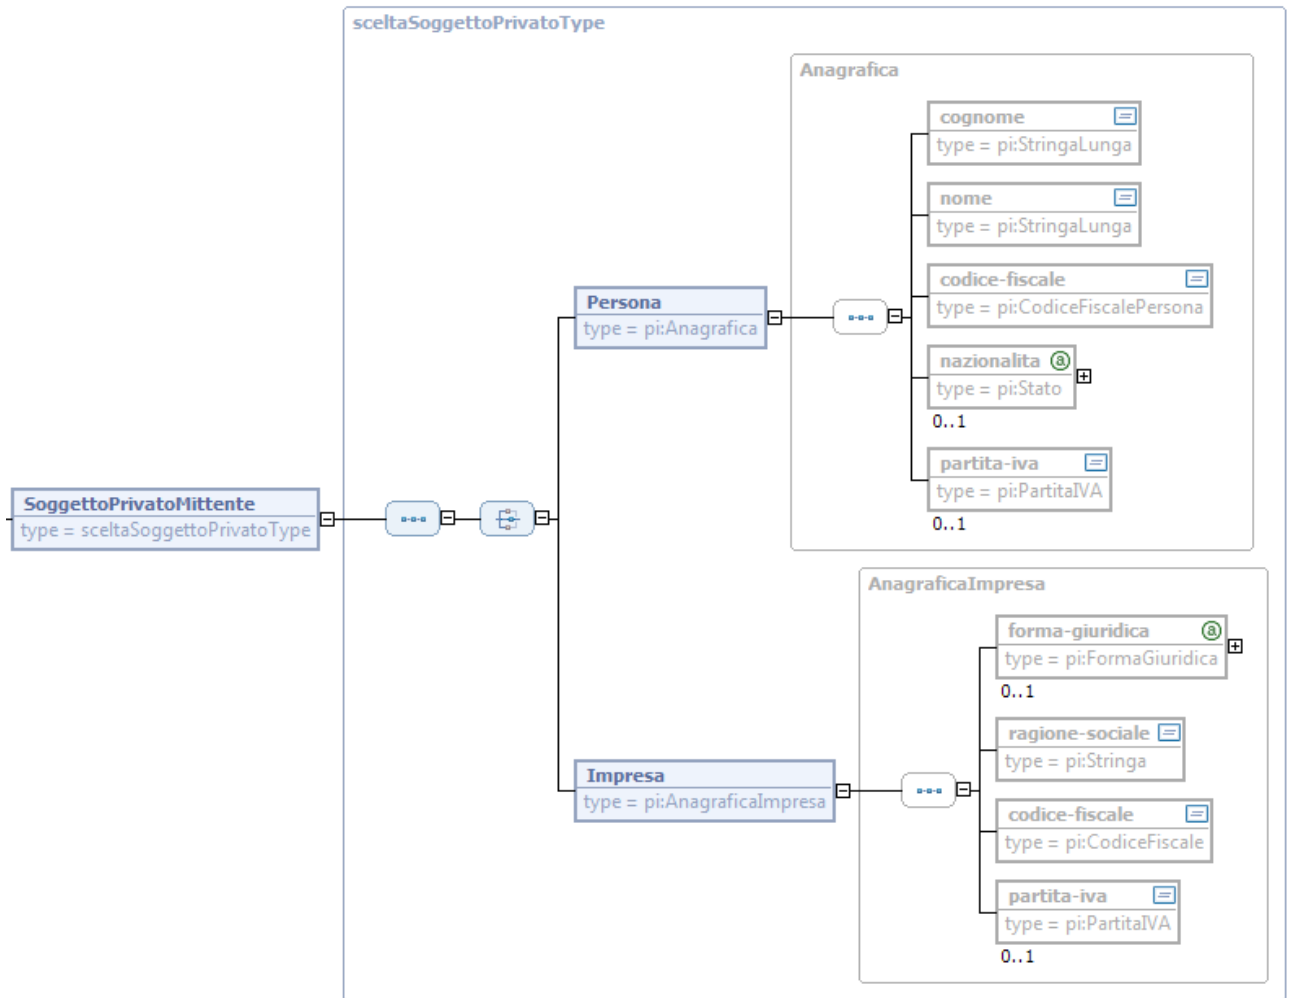 sceltaSoggettoPrivatoType
Anagrafica
cognome
type = pi:StringaLunga
nome
type = pi:StringaLunga
codice-fiscale
type = pi:CodiceFiscalePersona
Persona
type = pi:Anagrafica
nazionalita
type = pi:Stato
0..1
partita-iva
type = pi:PartitaIVA
0..1
SoggettoPrivatoMittente
type = sceltaSoggettoPrivatoType
AnagraficaImpresa
forma-giuridica
type = pi:FormaGiuridica
0..1
ragione-sociale
type = pi:Stringa
Impresa
type = pi:AnagraficaImpresa
codice-fiscale
type = pi:CodiceFiscale
partita-iva
type = pi:PartitaIVA
0..1